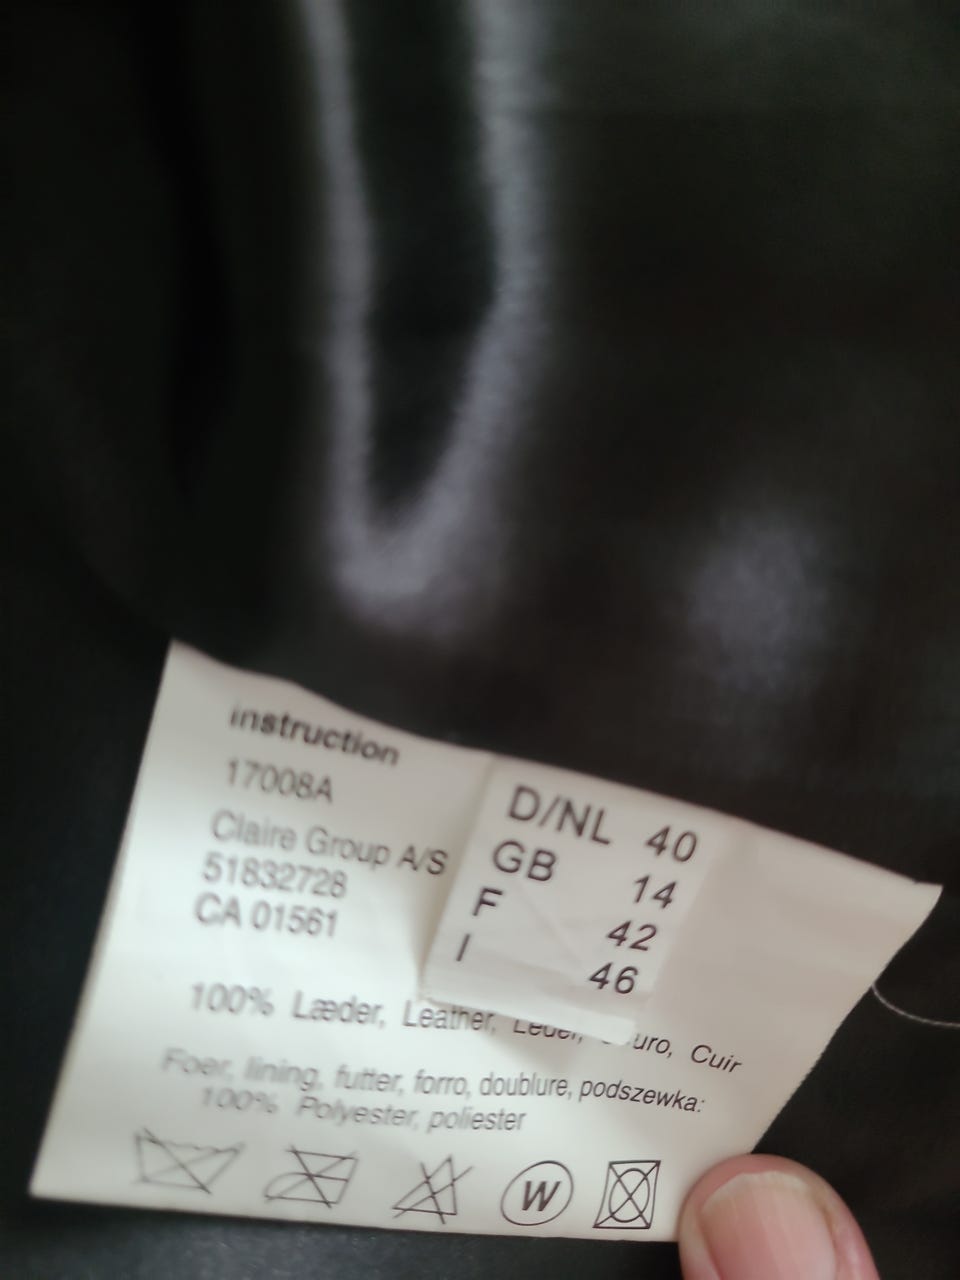 instruction
17008A
Claire Group A/S
51832728
CA 01561
D/NL 40
GB 14
F 42
I 46
100% Læder, Leather, Leder, Cuir
Foer, lining, futter, forro, doublure, podszewka:
100% Polyester, poliester
W